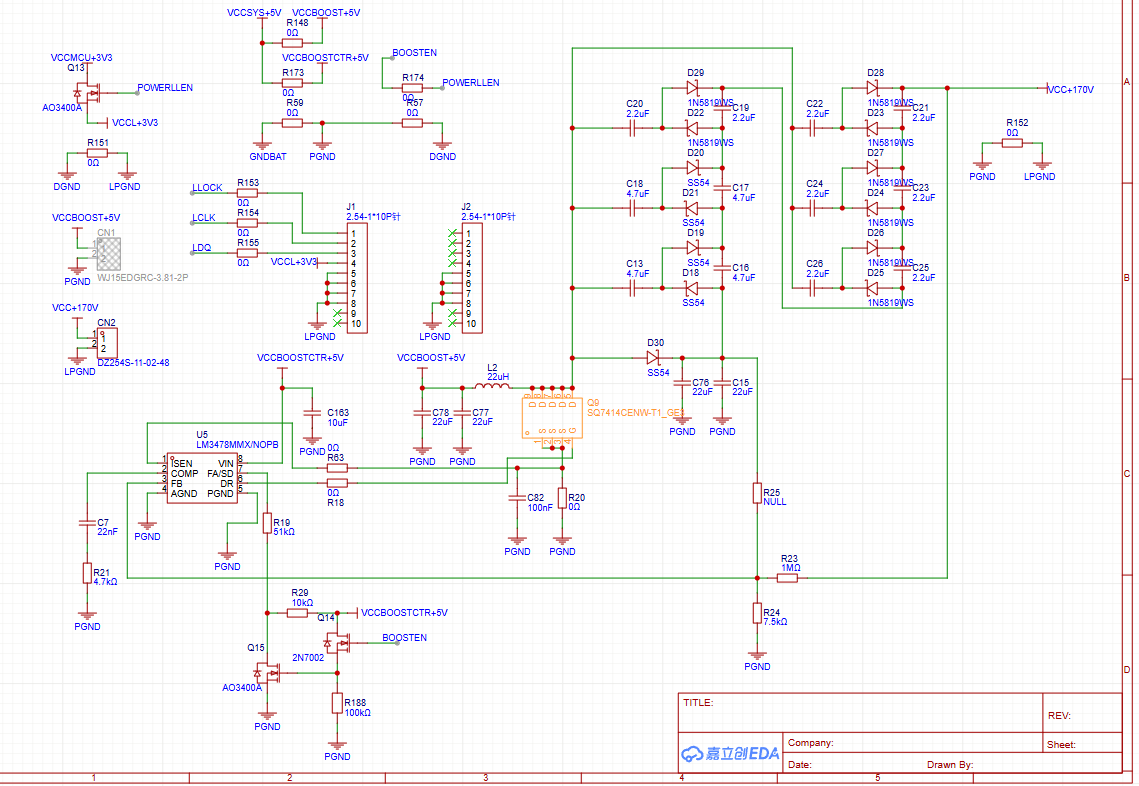 VCCSYS+5V VCCBOOST+5V
R148
0Ω
VCCBOOSTCTR+5V
R173
0Ω
R59
0Ω
GNDBAT
PGND
BOOSTEN
R174
0Ω
POWERLLEN
R57
0Ω
DGND
VCCMCU+3V3
Q13
POWERLLEN
AO3400A
VCCL+3V3
R151
0Ω
DGND
LPGND
LLOCK
R153
0Ω
LCLK
R154
0Ω
LDQ
R155
0Ω
VCCL+3V3
J1
2.54-1*10P针
1
2
3
4
5
6
7
8
9
10
LPGND
J2
2.54-1*10P针
1
2
3
4
5
6
7
8
9
10
LPGND
VCCBOOST+5V
CN1
1
2
PGND
WJ15EDGRC-3.81-2P
VCC+170V
CN2
1
2
1
2
DZ254S-11-02-48
LPGND
D29
1N5819WS
C20
2.2uF
C19
2.2uF
D22
1N5819WS
D20
SS54
C18
4.7uF
C17
4.7uF
D21
SS54
D19
SS54
C13
4.7uF
C16
4.7uF
D18
SS54
D28
1N5819WS
C22
2.2uF
C21
2.2uF
D23
1N5819WS
D27
1N5819WS
C24
2.2uF
C23
2.2uF
D24
1N5819WS
D26
1N5819WS
C26
2.2uF
C25
2.2uF
D25
1N5819WS
VCC+170V
R152
0Ω
PGND
LPGND
D30
SS54
C76
22uF
C15
22uF
PGND
PGND
VCCBOOSTCTR+5V
C163
10uF
PGND
VCCBOOST+5V
L2
22uH
C78
22uF
C77
22uF
PGND
PGND
Q9
SQ7414CENW-T1_GE3
D D D D D
S S S G
U5
LM3478MMX/NOPB
1 ISEN VIN 8
2 COMP FA/SD 7
3 FB DR 6
4 AGND PGND 5
0Ω
R63
0Ω
R18
C82
100nF
R20
0Ω
PGND
PGND
C7
22nF
R21
4.7kΩ
PGND
PGND
PGND
R19
51kΩ
R29
10kΩ
VCCBOOSTCTR+5V
Q14
2N7002
BOOSTEN
Q15
AO3400A
R188
100kΩ
PGND
PGND
R25
NULL
R23
1MΩ
R24
7.5kΩ
PGND
A
B
C
D
TITLE:
REV:
嘉立创EDA
Company:
Sheet:
Date:
Drawn By:
1
2
3
4
5